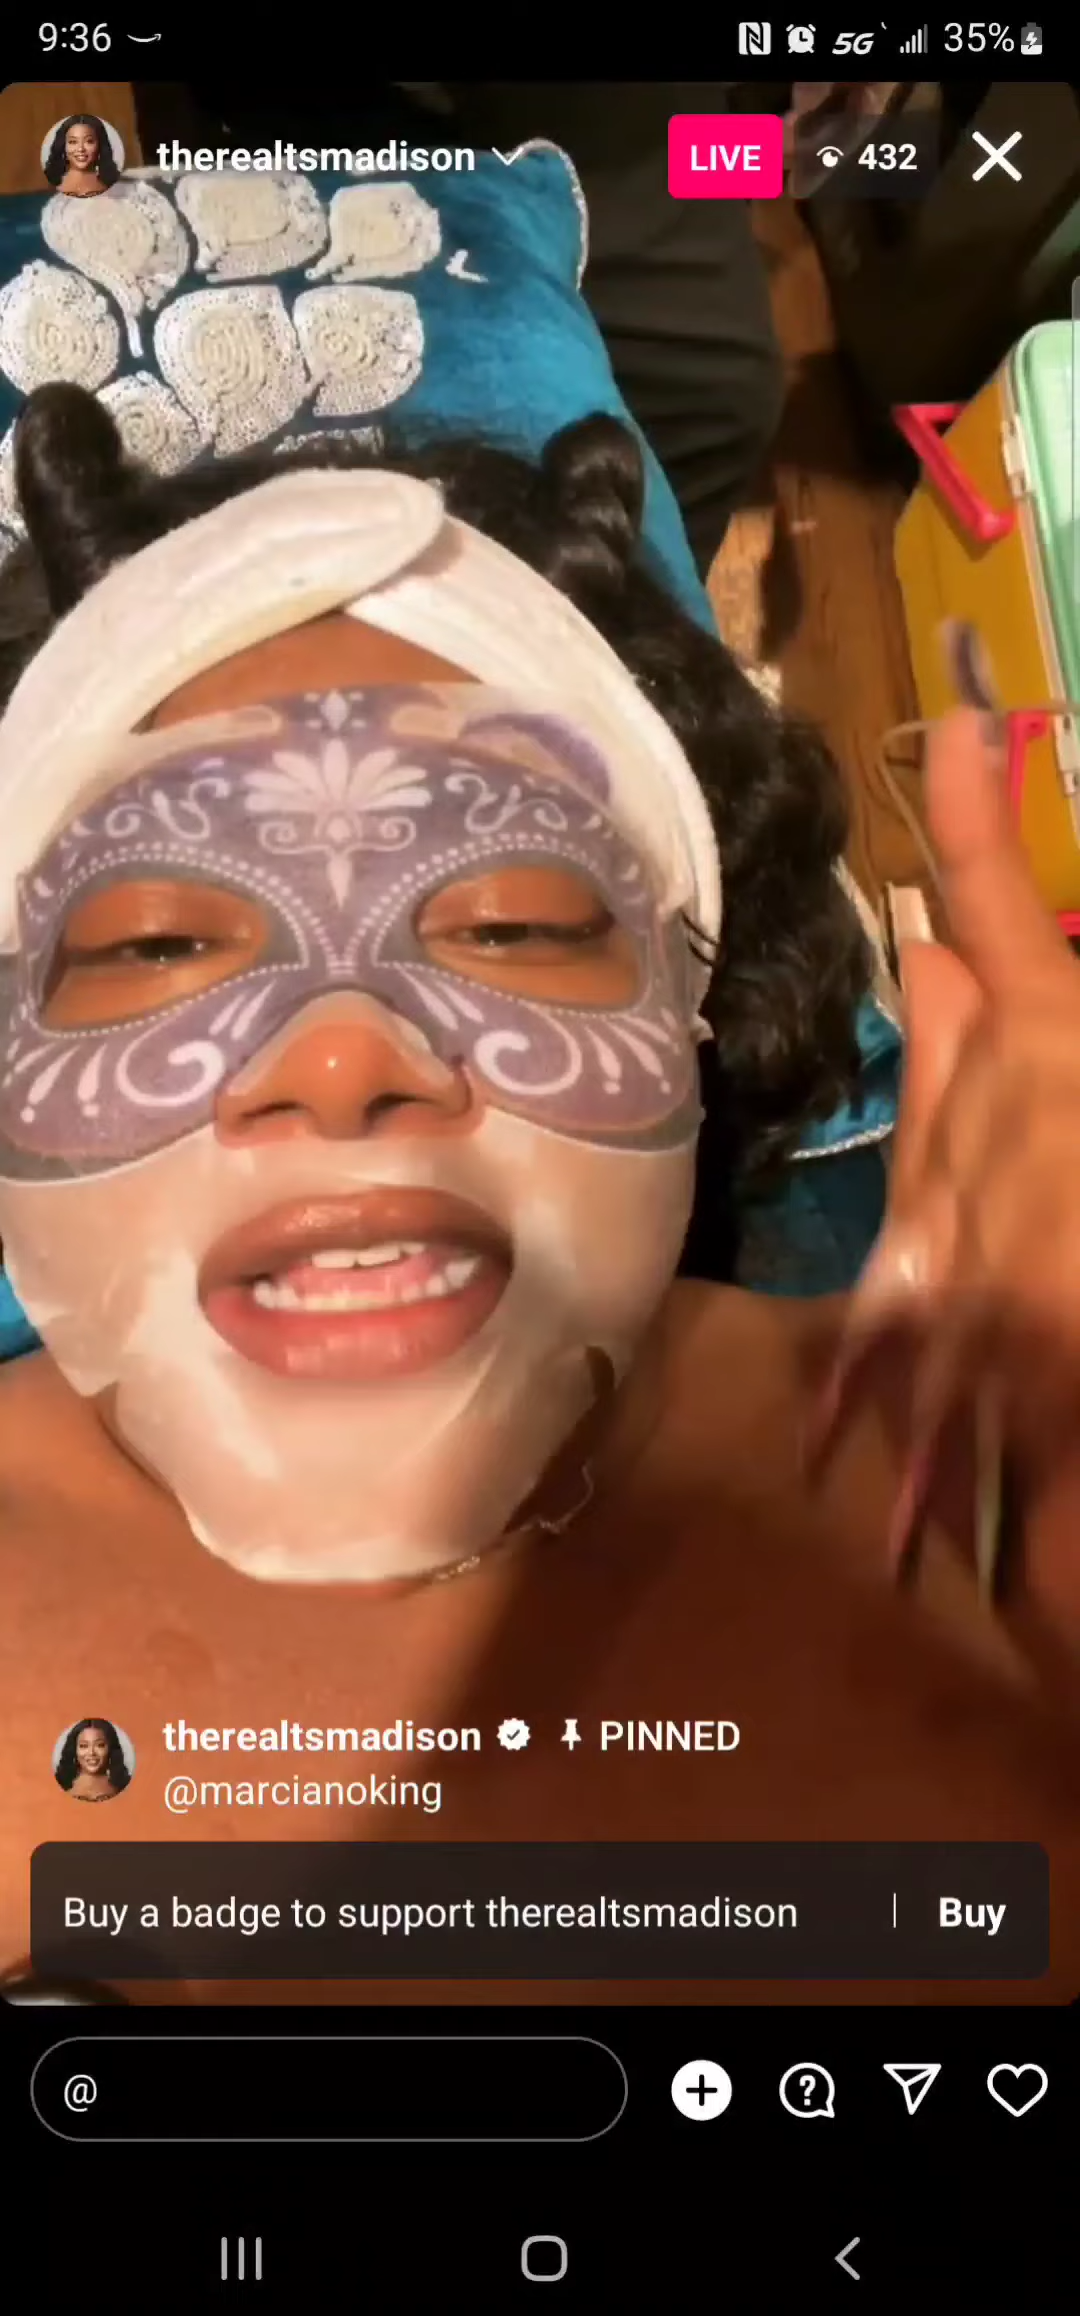 9:36
5G 35%
therealtsmadison LIVE 432
therealtsmadison PINNED
@marcianoking
Buy a badge to support therealtsmadison | Buy
@